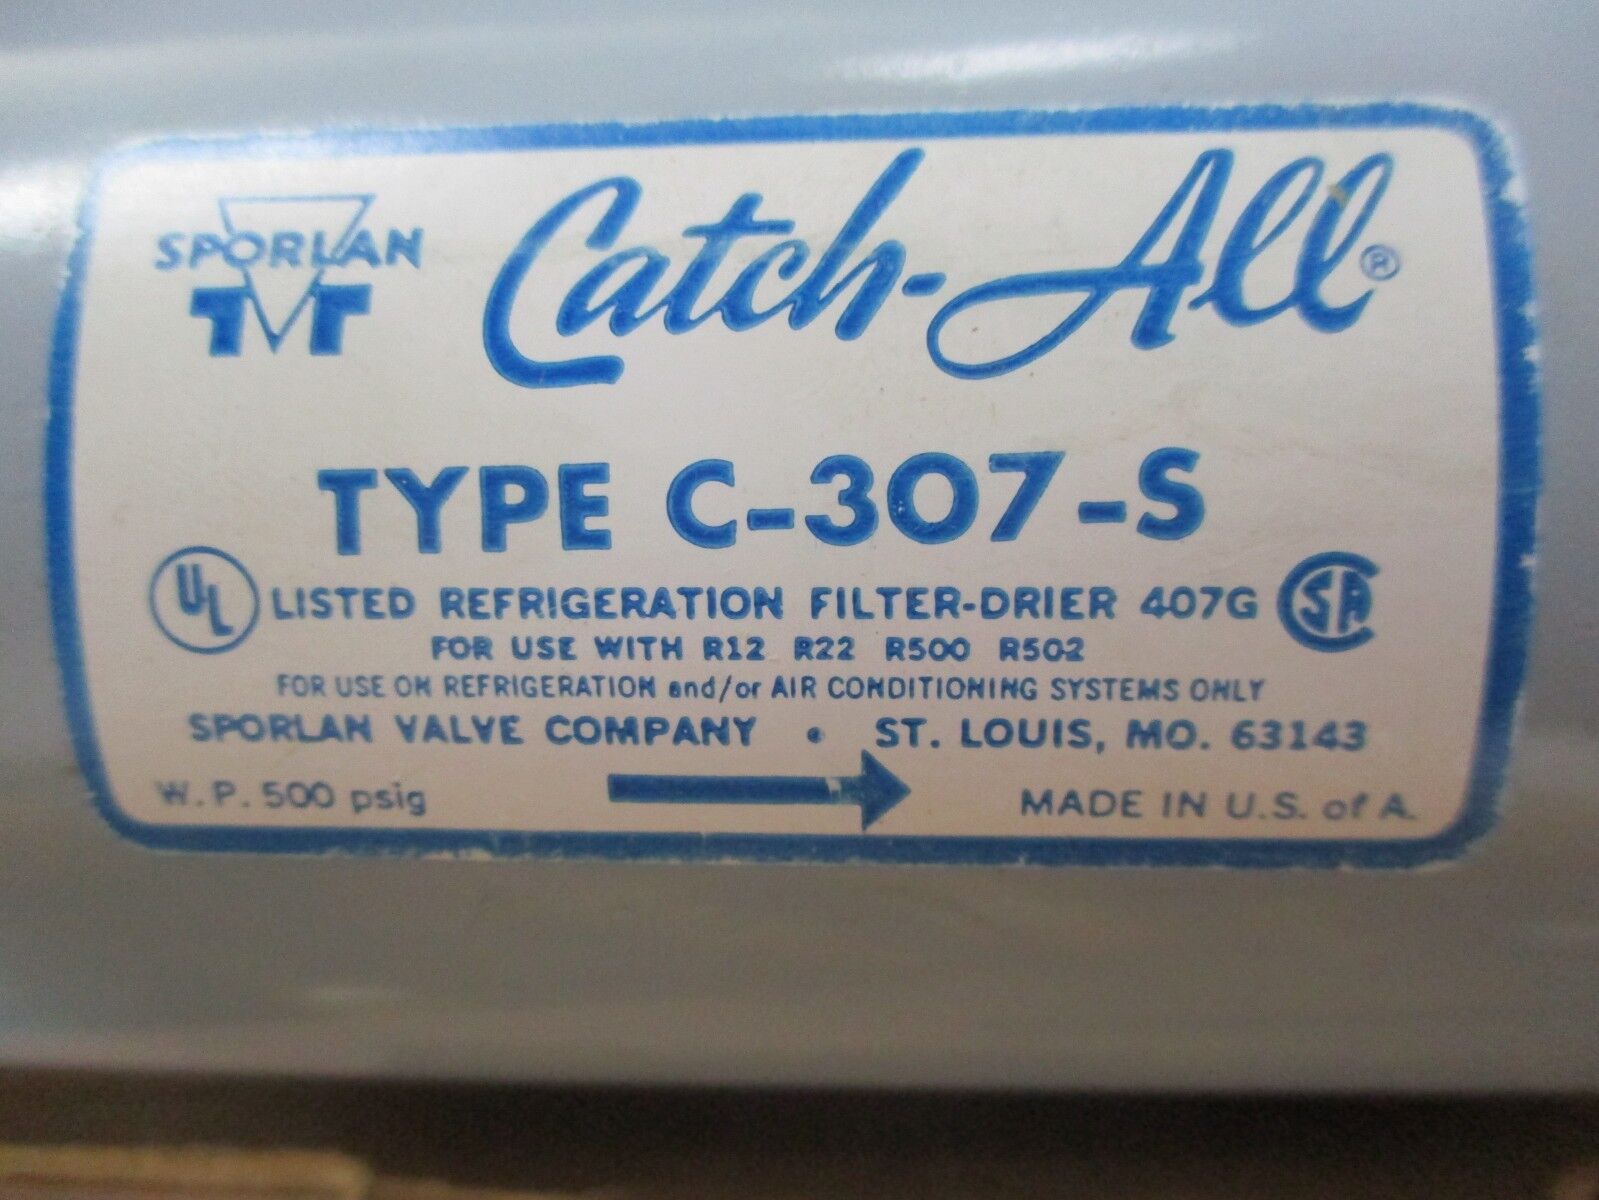 SPORLAN
Catch-All®
TYPE C-307-S
UL LISTED REFRIGERATION FILTER-DRIER 407G CSA
FOR USE WITH R12 R22 R500 R502
FOR USE ON REFRIGERATION and/or AIR CONDITIONING SYSTEMS ONLY
SPORLAN VALVE COMPANY • ST. LOUIS, MO. 63143
W.P. 500 psig MADE IN U.S. of A.